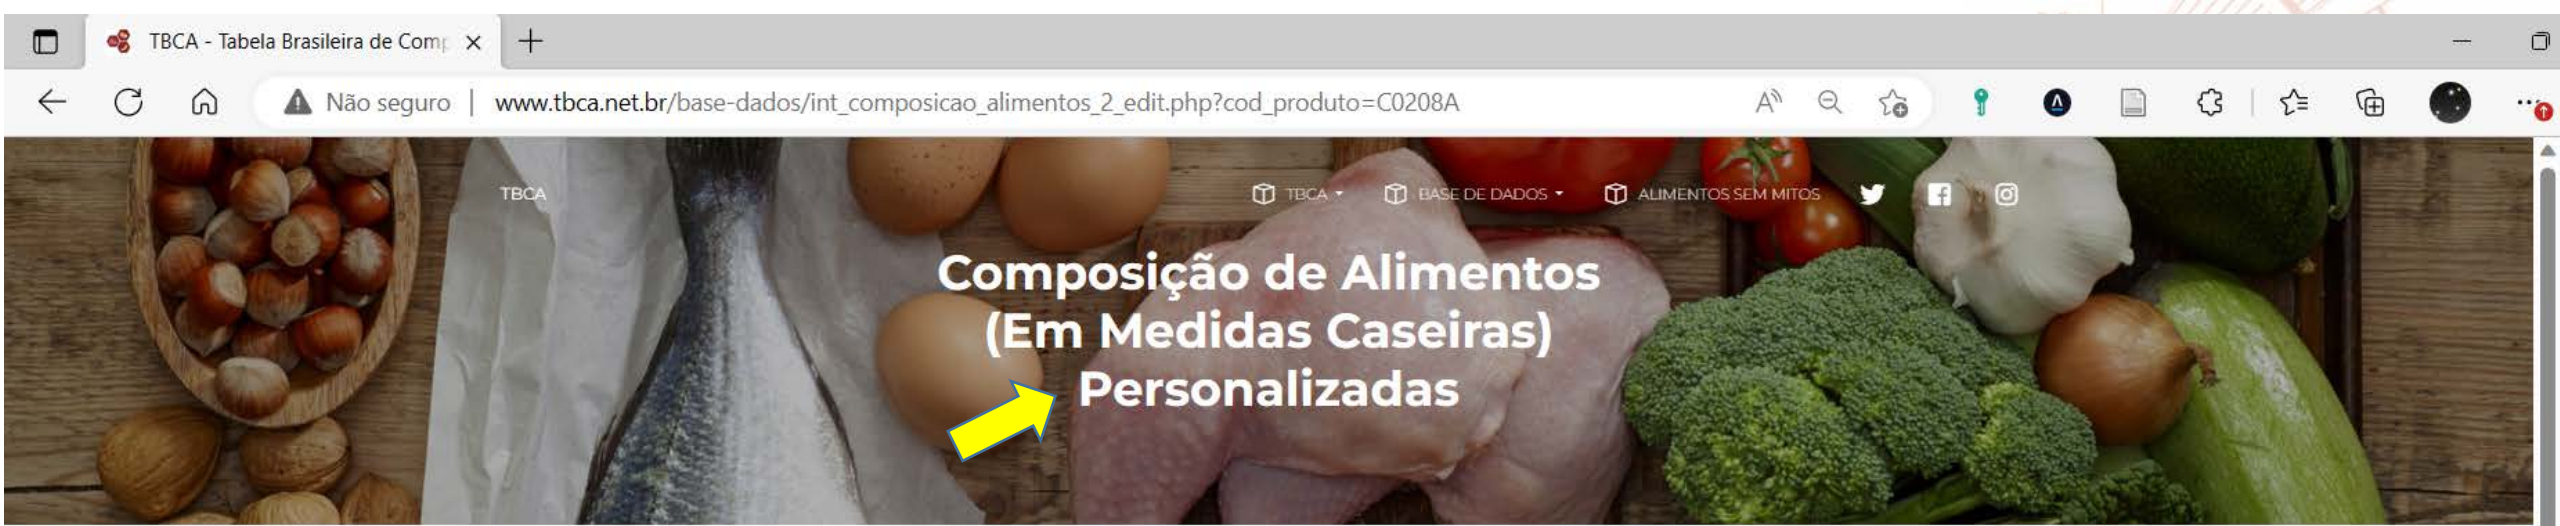 TBCA - Tabela Brasileira de Comp
Não seguro | www.tbca.net.br/base-dados/int_composicao_alimentos_2_edit.php?cod_produto=C0208A
TBCA
TBCA
BASE DE DADOS
ALIMENTOS SEM MITOS
Composição de Alimentos
(Em Medidas Caseiras)
Personalizadas